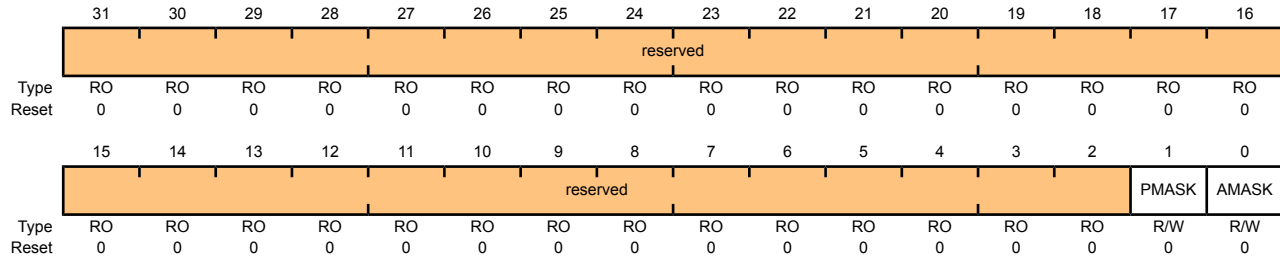 31 30 29 28 27 26 25 24 23 22 21 20 19 18 17 16
reserved
Type RO RO RO RO RO RO RO RO RO RO RO RO RO RO RO RO
Reset 0 0 0 0 0 0 0 0 0 0 0 0 0 0 0 0
15 14 13 12 11 10 9 8 7 6 5 4 3 2 1 0
reserved PMASK AMASK
Type RO RO RO RO RO RO RO RO RO RO RO RO RO RO R/W R/W
Reset 0 0 0 0 0 0 0 0 0 0 0 0 0 0 0 0